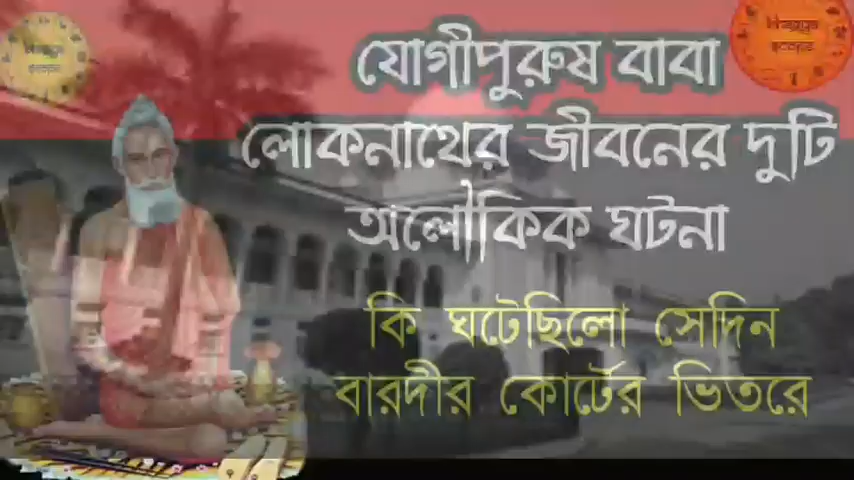 যোগীপুরুষ বাবা
লোকনাথের জীবনের দুটি
অলৌকিক ঘটনা
কি ঘটেছিলো সেদিন
বারদীর কোর্টের ভিতরে